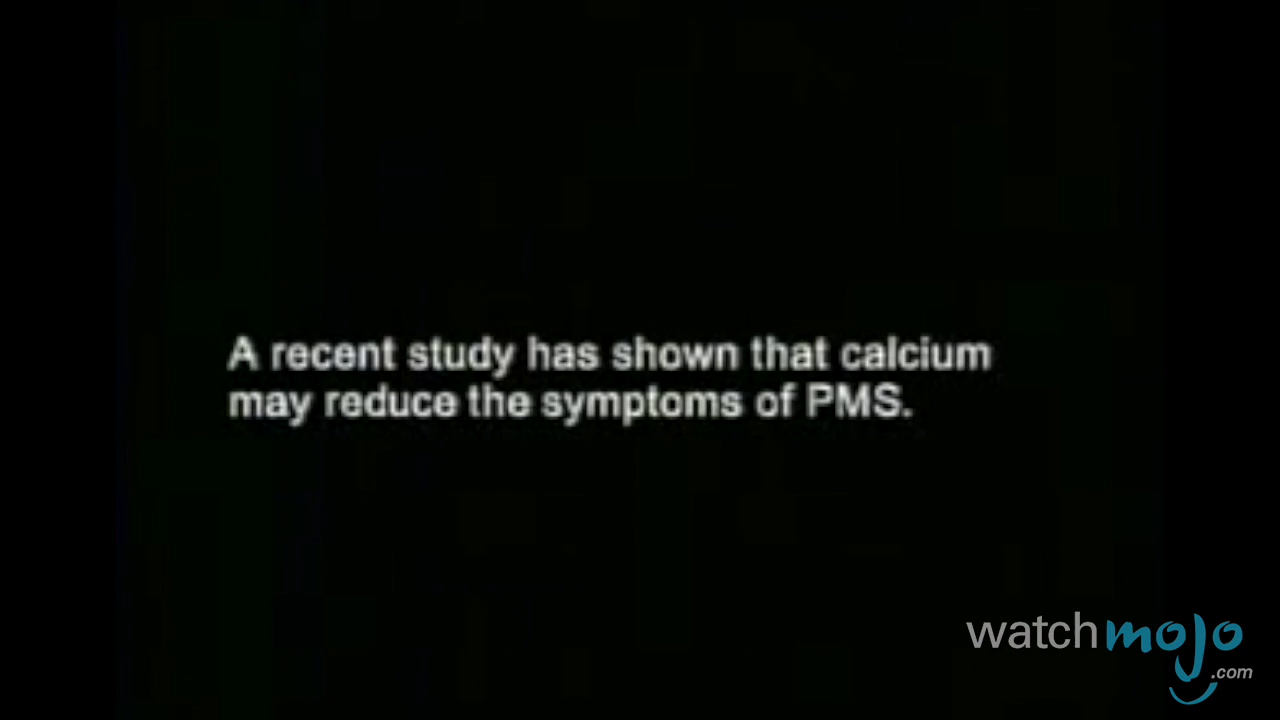 A recent study has shown that calcium
may reduce the symptoms of PMS.
watchmojo
.com